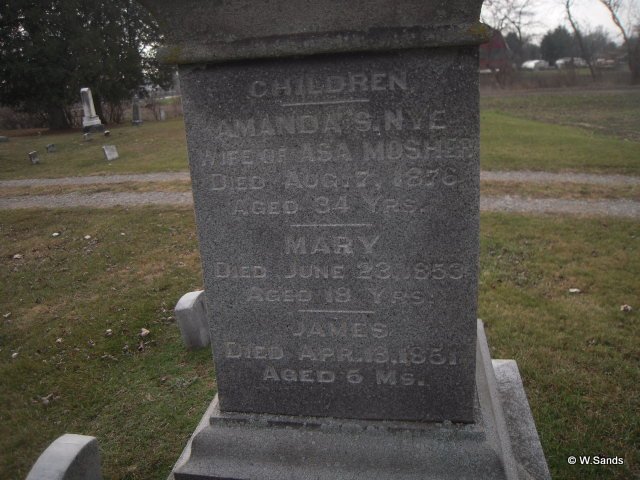 CHILDREN
AMANDA S. NYE
WIFE OF ASA MOSHER
DIED AUG. 7, 1876
AGED 34 YRS.
MARY
DIED JUNE 23, 1853
AGED 18 YRS.
JAMES
DIED APR. 13, 1851
AGED 5 MS.
© W.Sands